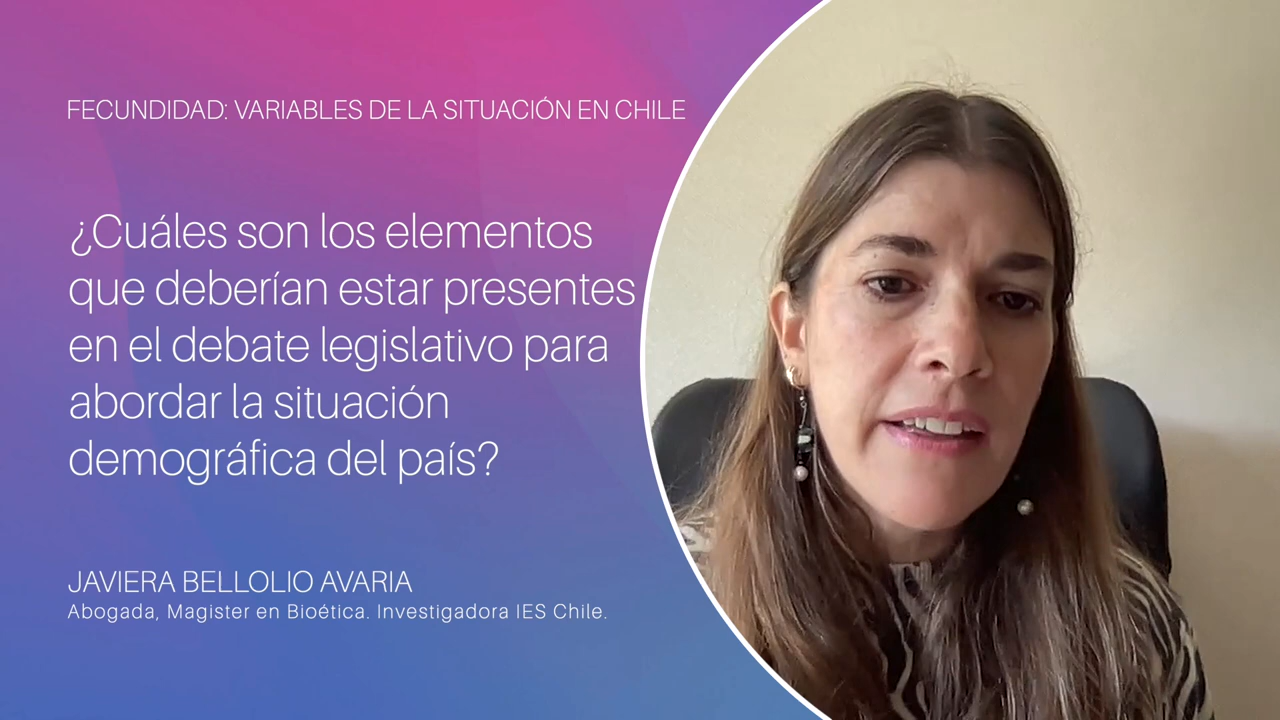 FECUNDIDAD: VARIABLES DE LA SITUACIÓN EN CHILE
¿Cuáles son los elementos
que deberían estar presentes
en el debate legislativo para
abordar la situación
demográfica del país?
JAVIERA BELLOLIO AVARIA
Abogada, Magister en Bioética. Investigadora IES Chile.